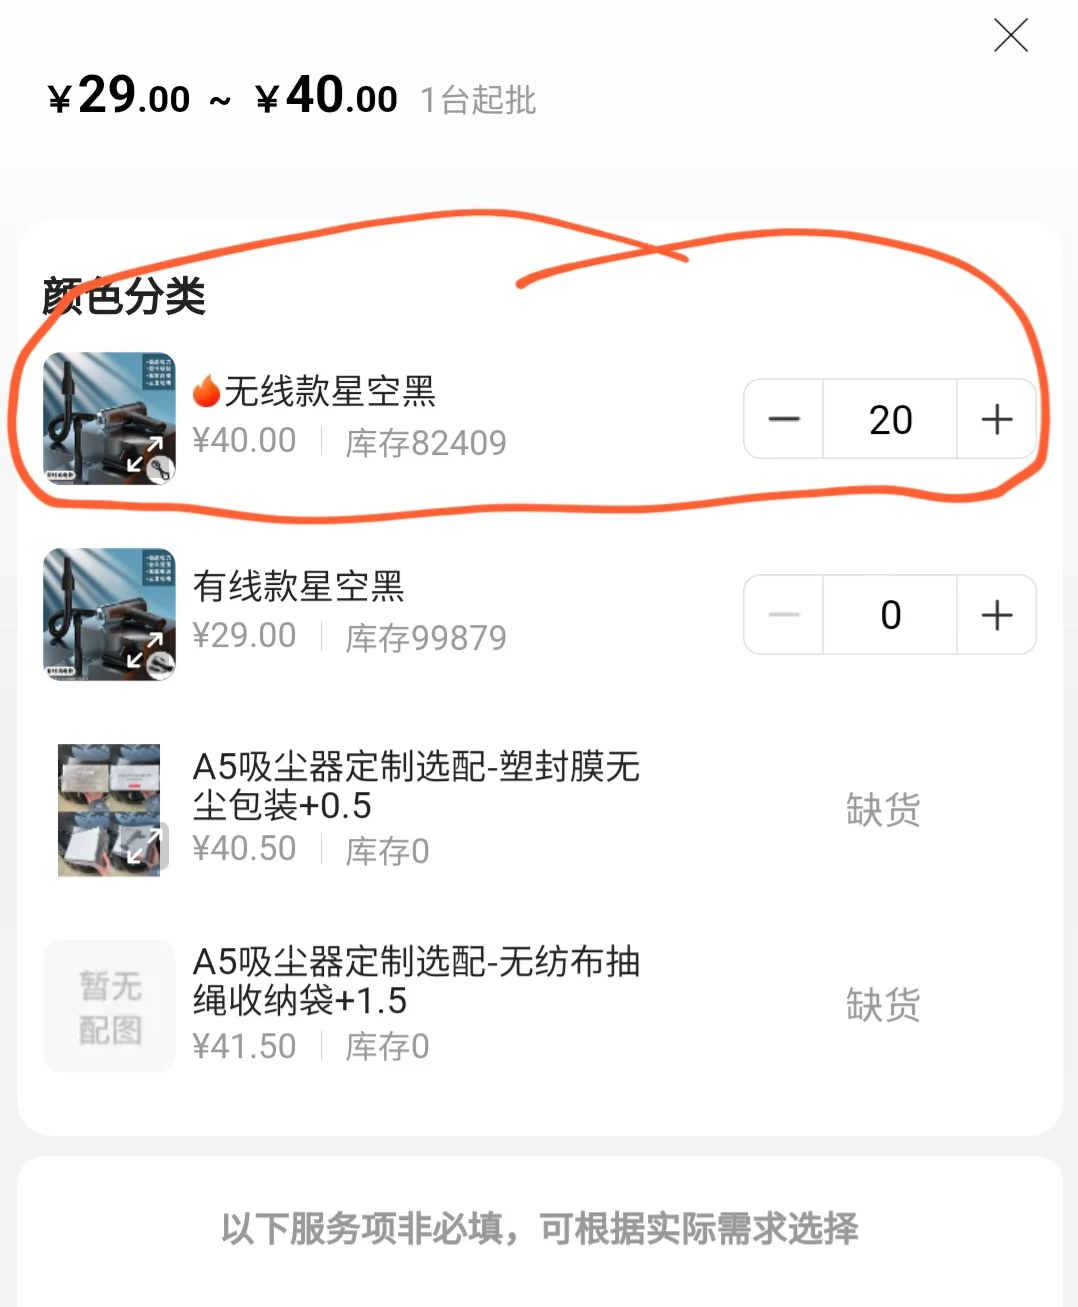 ¥29.00 ~ ¥40.00 1台起批
颜色分类
🔥无线款星空黑
¥40.00 库存82409
20
有线款星空黑
¥29.00 库存99879
0
A5吸尘器定制选配-塑封膜无
尘包装+0.5
¥40.50 库存0
缺货
暂无
配图
A5吸尘器定制选配-无纺布抽
绳收纳袋+1.5
¥41.50 库存0
缺货
以下服务项非必填，可根据实际需求选择